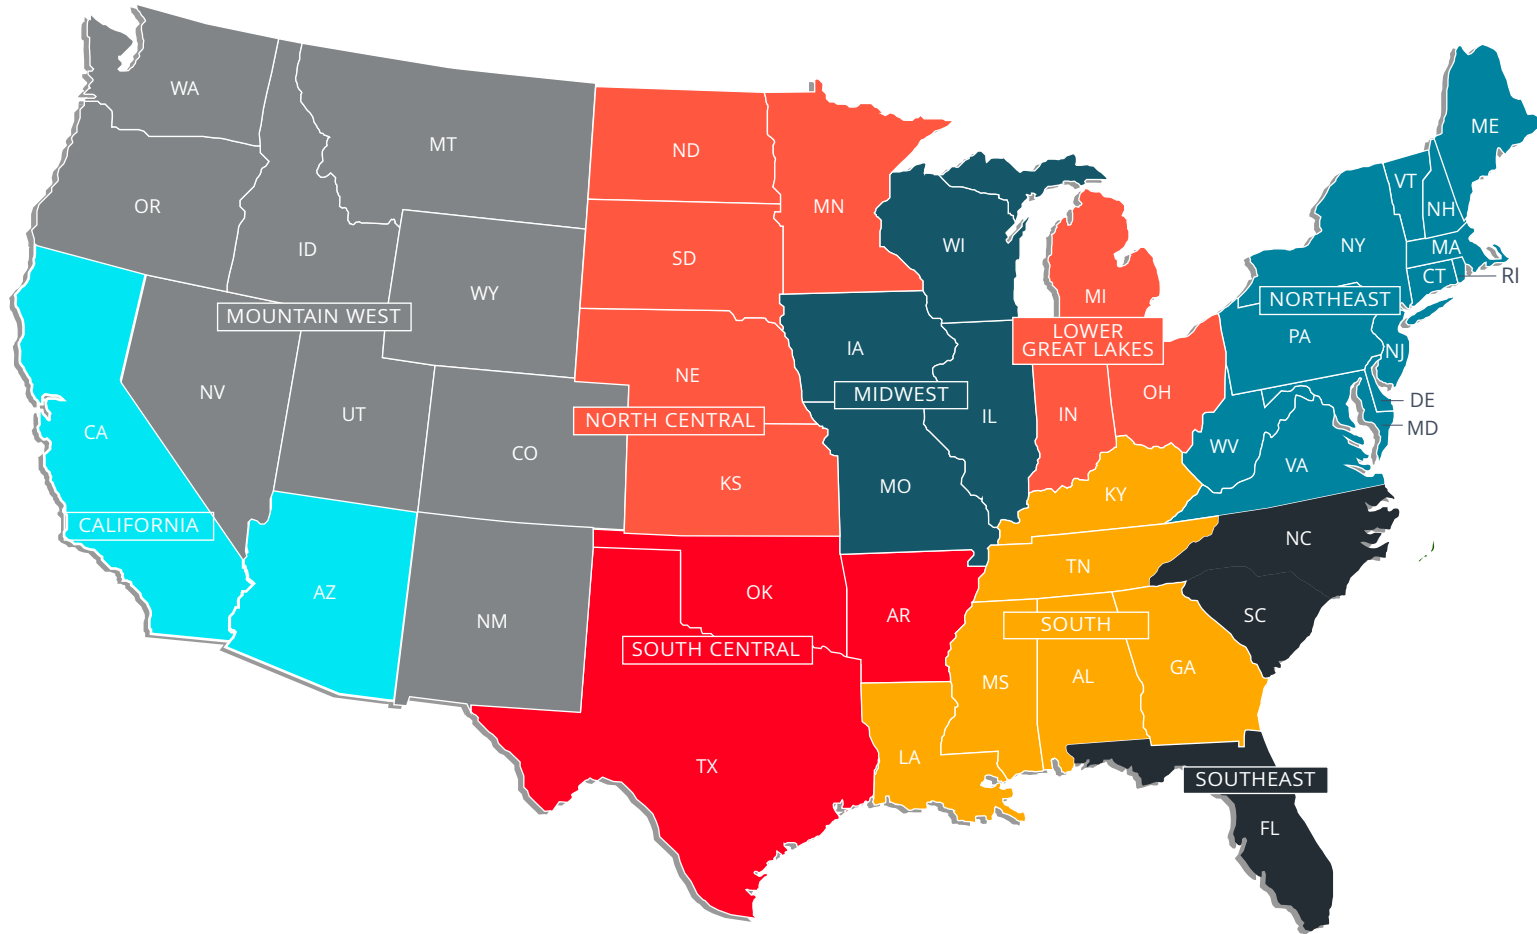 WA
ME
MT
ND
VT
OR
MN
NH
ID
SD
WI
NY
MA
CT
RI
WY
MI
NORTHEAST
MOUNTAIN WEST
LOWER
GREAT LAKES
PA
IA
NJ
NE
NV
MIDWEST
OH
DE
UT
NORTH CENTRAL
IL
IN
MD
CA
CO
WV
VA
KS
MO
KY
CALIFORNIA
NC
TN
AZ
OK
AR
SC
NM
SOUTH
SOUTH CENTRAL
GA
MS
AL
LA
TX
SOUTHEAST
FL